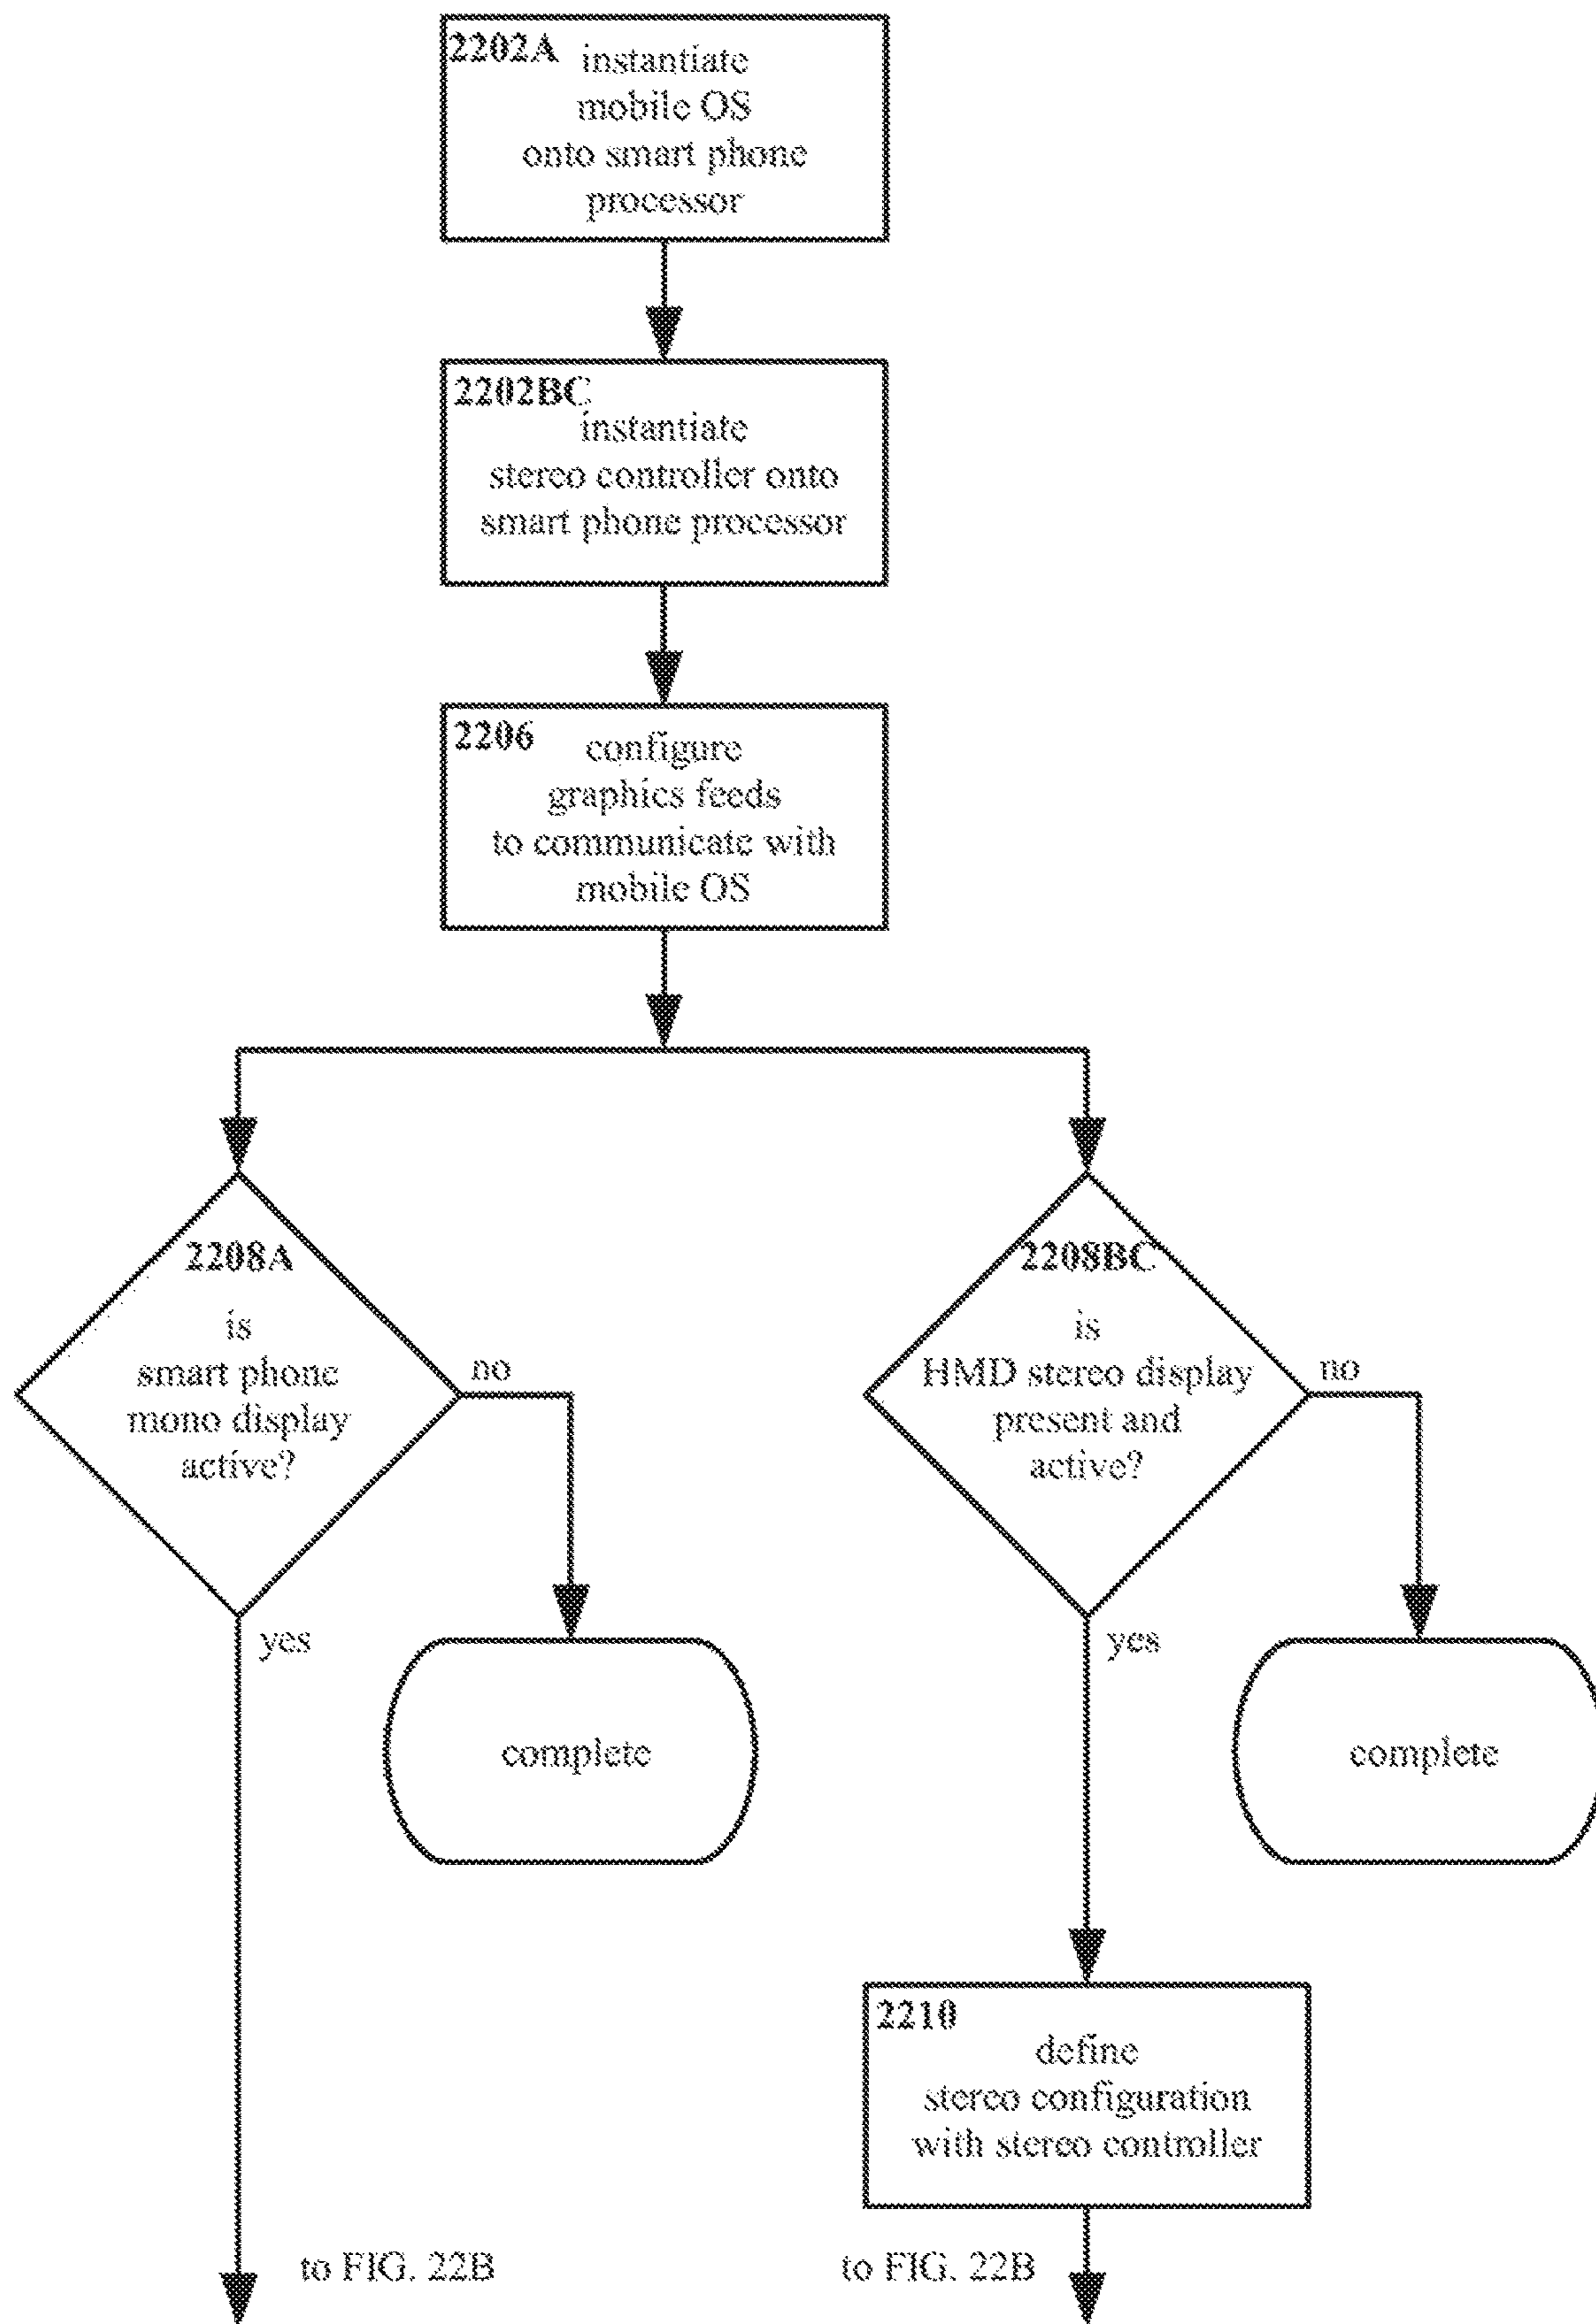 2202A
instantiate
mobile OS
onto smart phone
processor
2202BC
instantiate
stereo controller onto
smart phone processor
2206
configure
graphics feeds
to communicate with
mobile OS
2208A
is
smart phone
mono display
active?
no
yes
complete
2208BC
is
HMD stereo display
present and
active?
no
yes
complete
2210
define
stereo configuration
with stereo controller
to FIG. 22B
to FIG. 22B